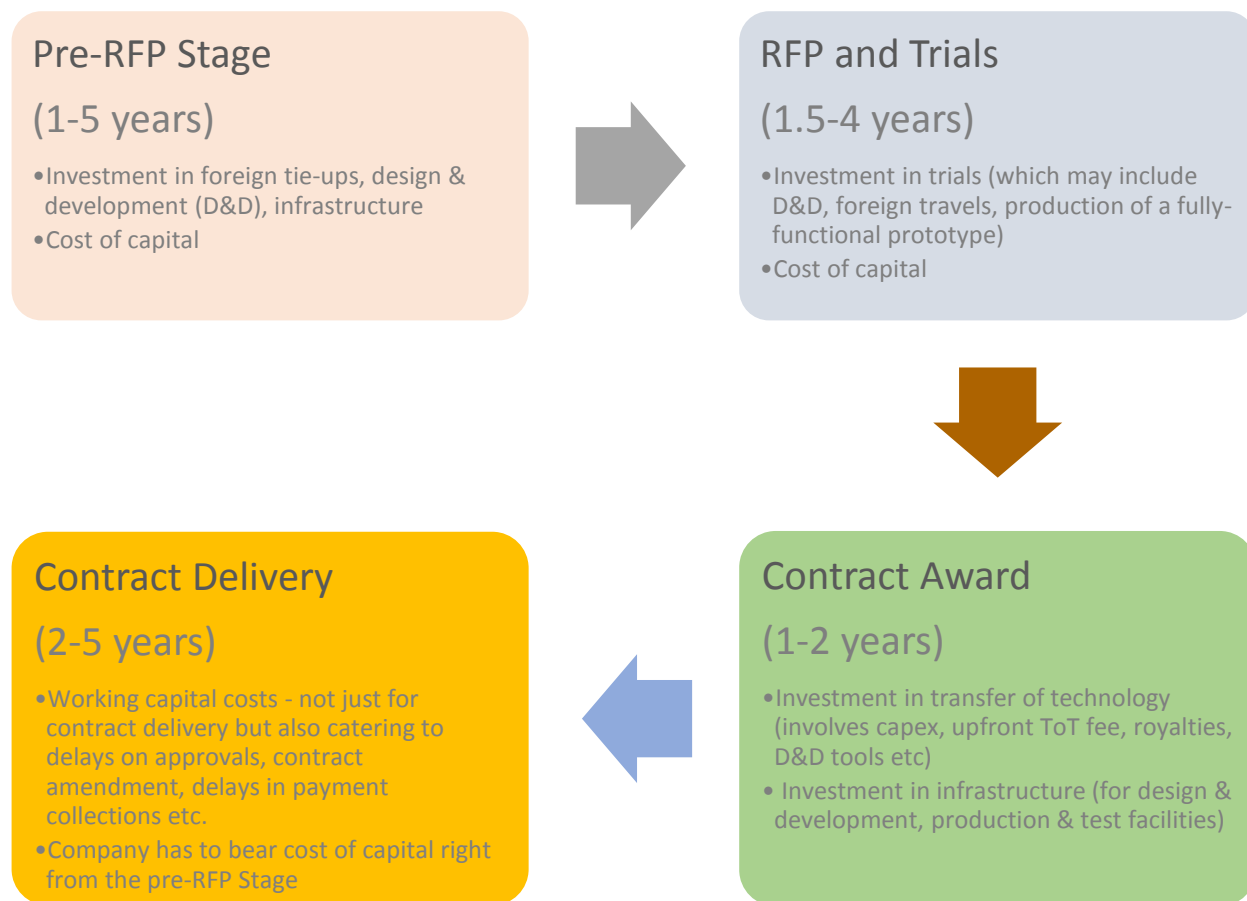 Pre-RFP Stage
(1-5 years)
•Investment in foreign tie-ups, design &
development (D&D), infrastructure
•Cost of capital
RFP and Trials
(1.5-4 years)
•Investment in trials (which may include
D&D, foreign travels, production of a fully-
functional prototype)
•Cost of capital
Contract Award
(1-2 years)
•Investment in transfer of technology
(involves capex, upfront ToT fee, royalties,
D&D tools etc)
• Investment in infrastructure (for design &
development, production & test facilities)
Contract Delivery
(2-5 years)
•Working capital costs - not just for
contract delivery but also catering to
delays on approvals, contract
amendment, delays in payment
collections etc.
•Company has to bear cost of capital right
from the pre-RFP Stage